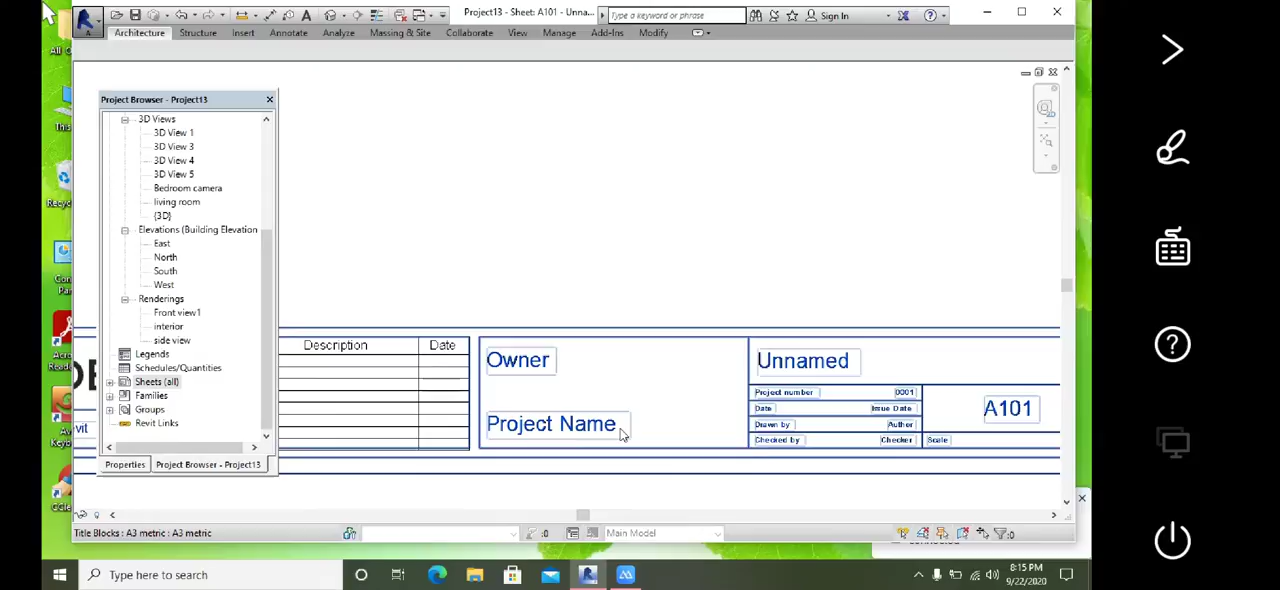 Project13 - Sheet: A101 - Unna...
Type a keyword or phrase
Sign In
Architecture Structure Insert Annotate Analyze Massing & Site Collaborate View Manage Add-Ins Modify
Project Browser - Project13
3D Views
3D View 1
3D View 3
3D View 4
3D View 5
Bedroom camera
living room
{3D}
Elevations (Building Elevation
East
North
South
West
Renderings
Front view1
interior
side view
Legends
Schedules/Quantities
Sheets (all)
Families
Groups
Revit Links
Properties Project Browser - Project13
Description Date
Owner
Project Name
Unnamed
Project number 0001
Date Issue Date
Drawn by Author
Checked by Checker Scale
A101
Title Blocks : A3 metric : A3 metric
:0
Main Model
:0
Type here to search
8:15 PM
9/22/2020